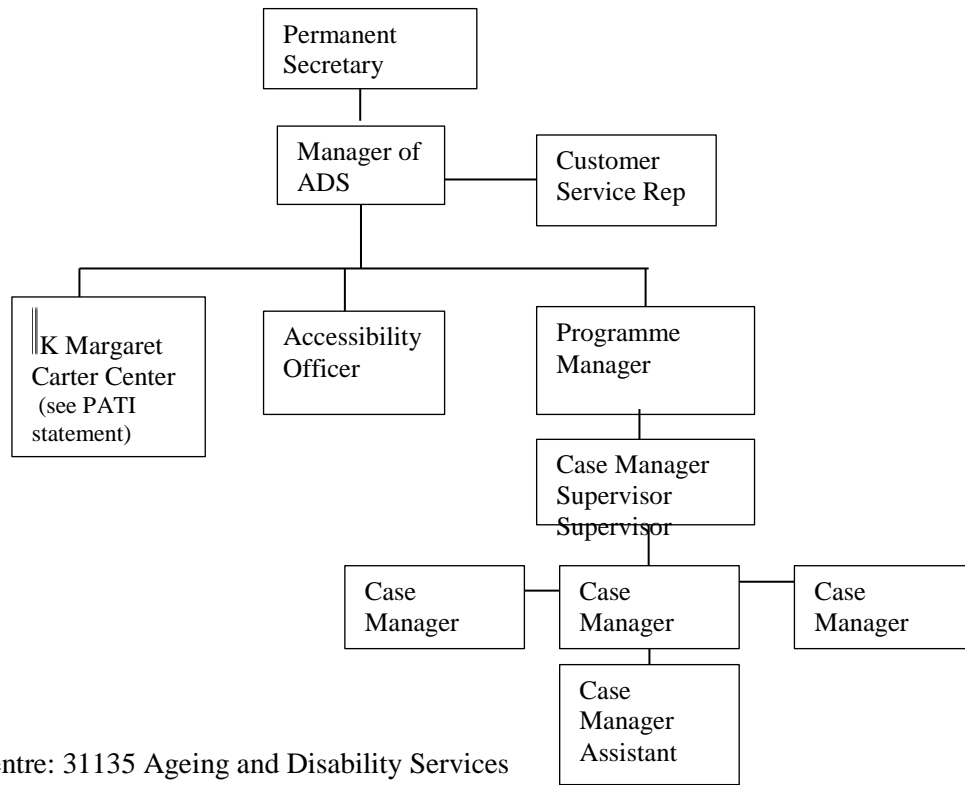 Permanent
Secretary
Manager of
ADS
Customer
Service Rep
K Margaret
Carter Center
(see PATI
statement)
Accessibility
Officer
Programme
Manager
Case Manager
Supervisor
Supervisor
Case
Manager
Case
Manager
Case
Manager
Case
Manager
Assistant
entre: 31135 Ageing and Disability Services